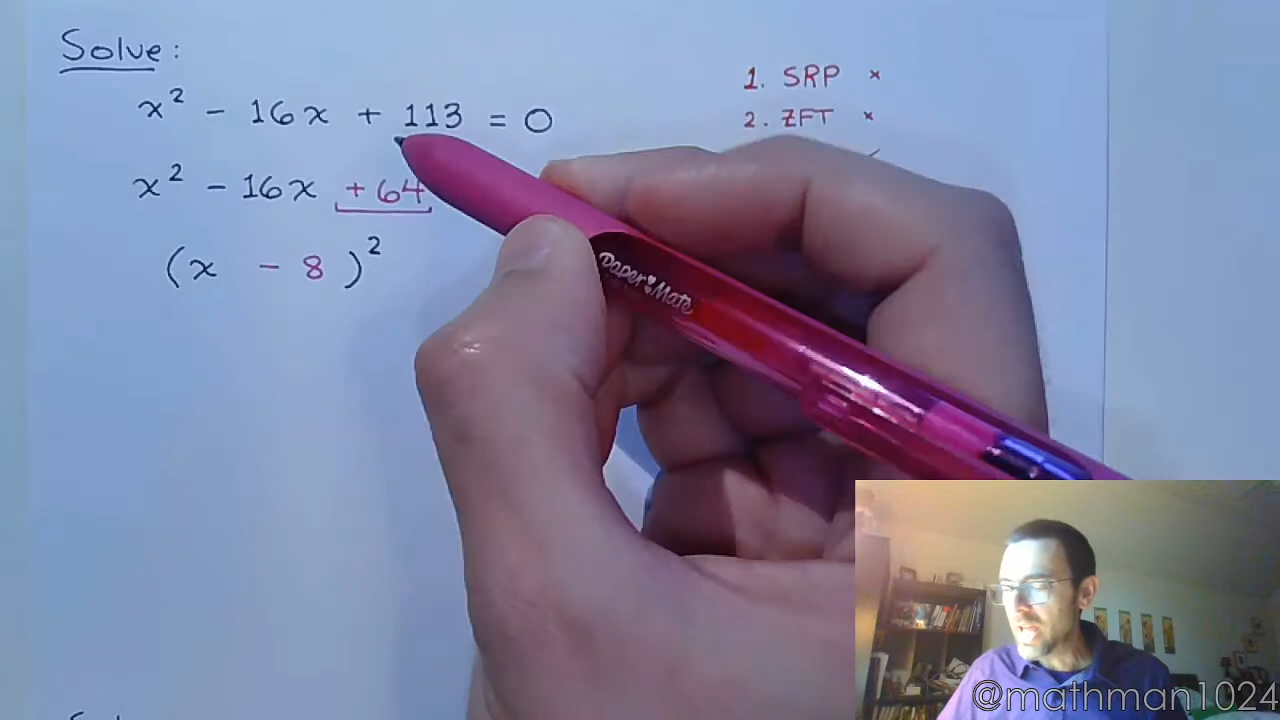 Solve:
x² - 16x + 113 = 0
x² - 16x + 64
(x - 8)²
1. SRP ×
2. ZFT ×
Paper Mate
@mathman1024